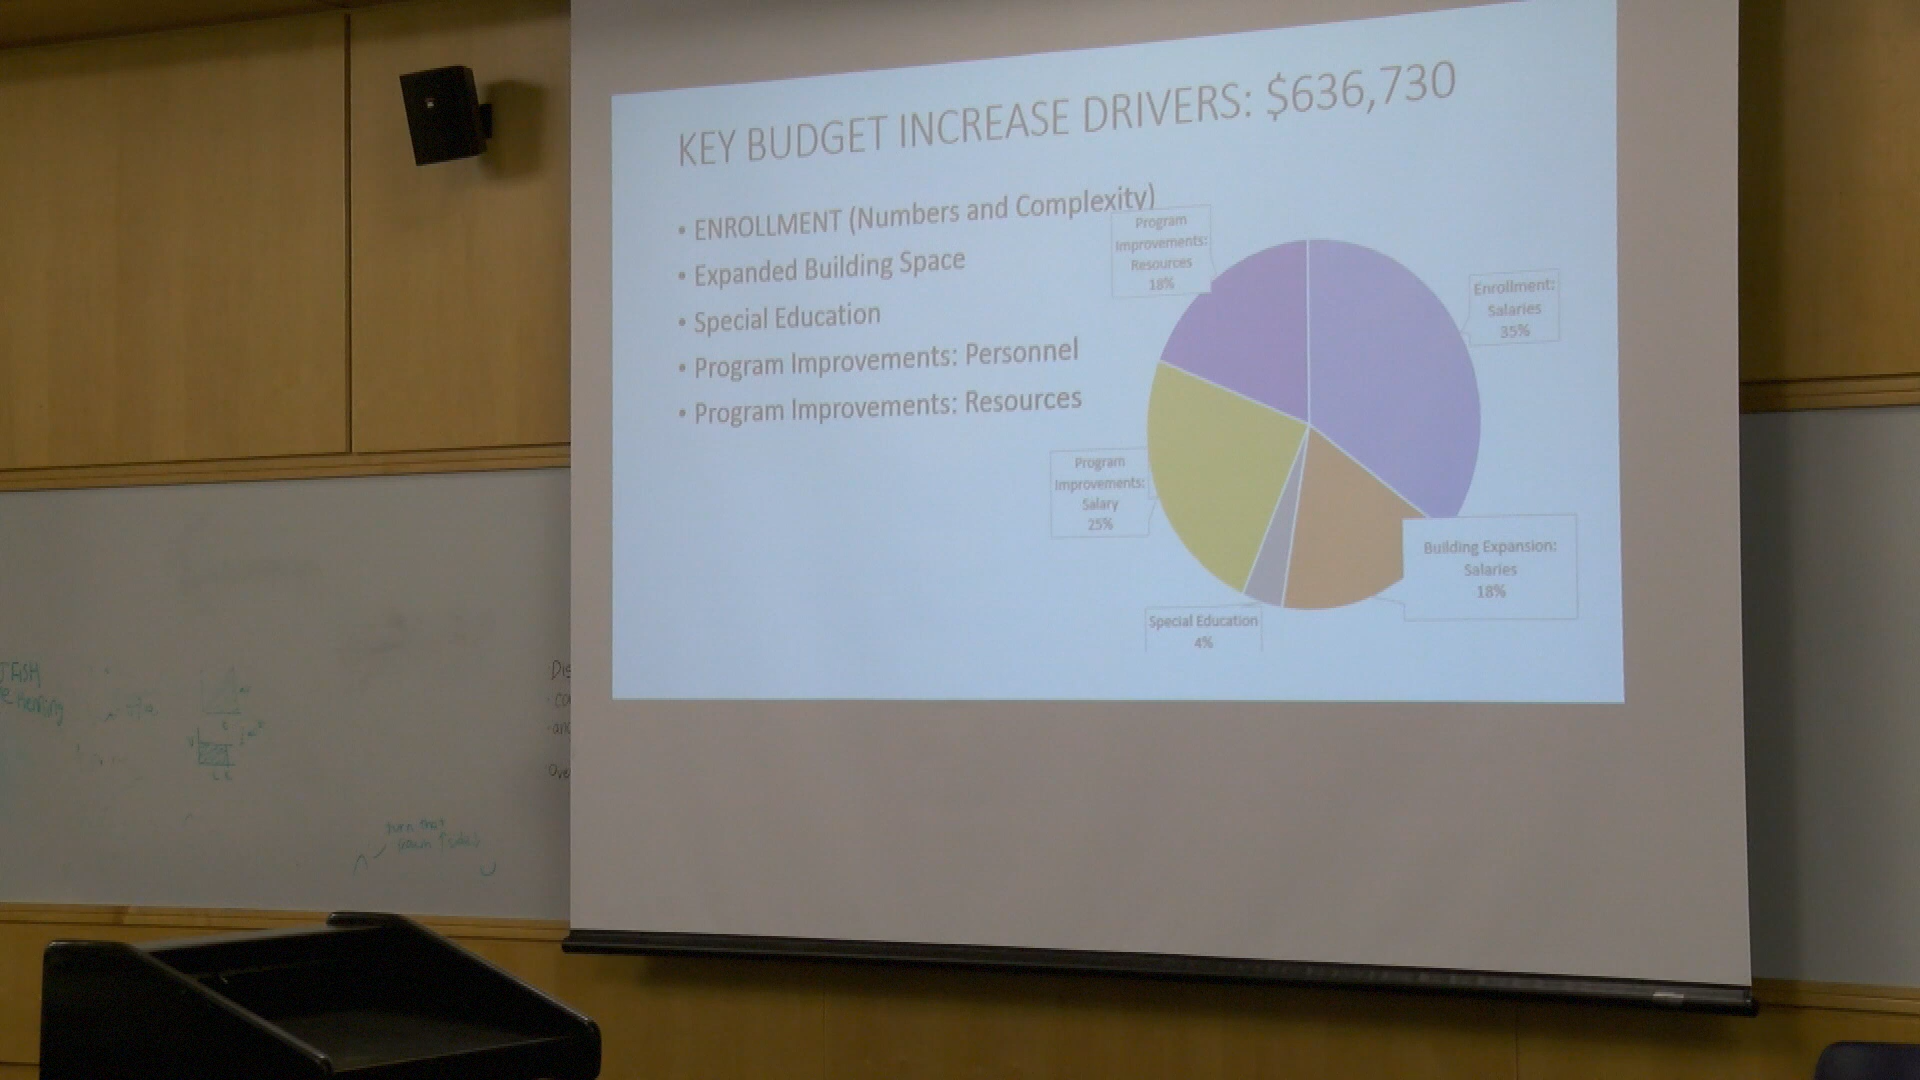 KEY BUDGET INCREASE DRIVERS: $636,730
• ENROLLMENT (Numbers and Complexity)
• Expanded Building Space
• Special Education
• Program Improvements: Personnel
• Program Improvements: Resources
Program
Improvements:
Resources
18%
Enrollment:
Salaries
35%
Program
Improvements:
Salary
25%
Building Expansion:
Salaries
18%
Special Education
4%
FISH